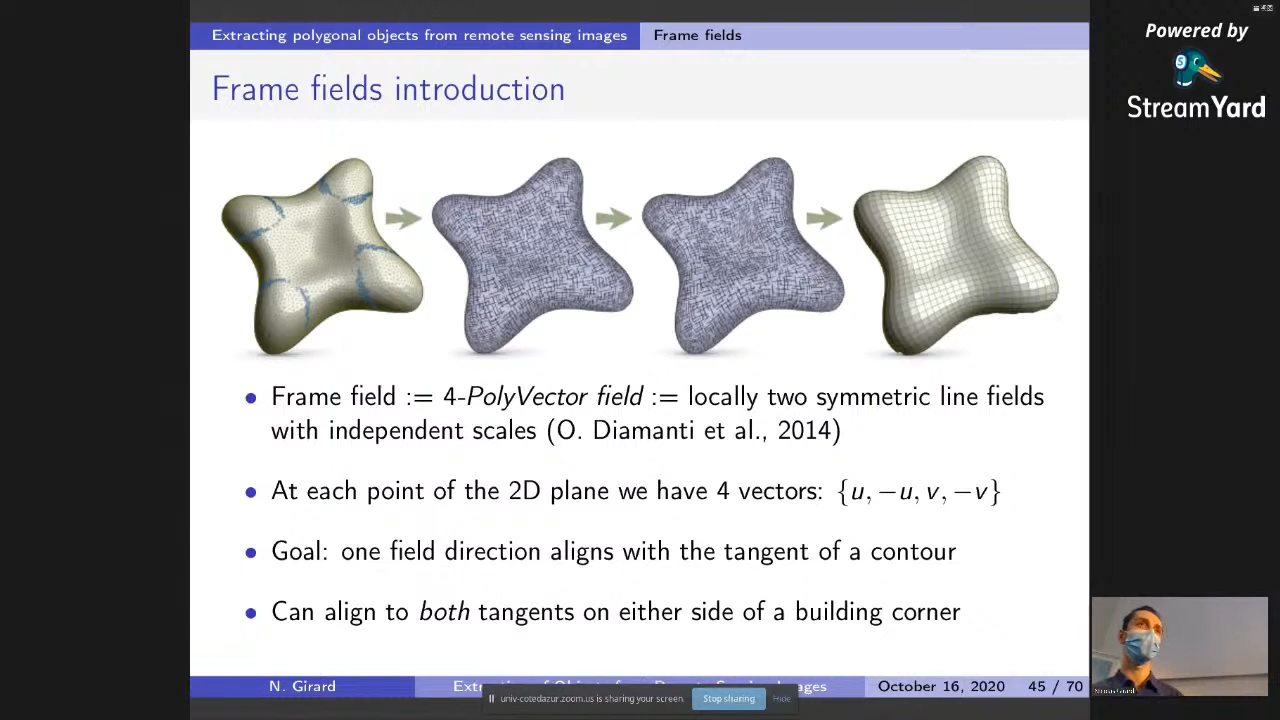 Extracting polygonal objects from remote sensing images
Frame fields
Powered by
StreamYard
Frame fields introduction
• Frame field := 4-PolyVector field := locally two symmetric line fields
with independent scales (O. Diamanti et al., 2014)
• At each point of the 2D plane we have 4 vectors: {u, −u, v, −v}
• Goal: one field direction aligns with the tangent of a contour
• Can align to both tangents on either side of a building corner
N. Girard
October 16, 2020
45 / 70
univ-cotedazur.zoom.us is sharing your screen.
Stop sharing
Hide